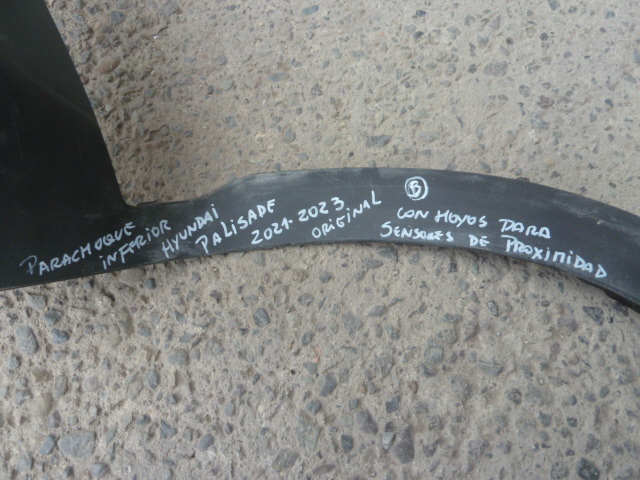 PARACHOQUE
INFERIOR
HYUNDAI
PALISADE
2021-2023
ORIGINAL
B
CON HOYOS PARA
SENSORES DE PROXIMIDAD